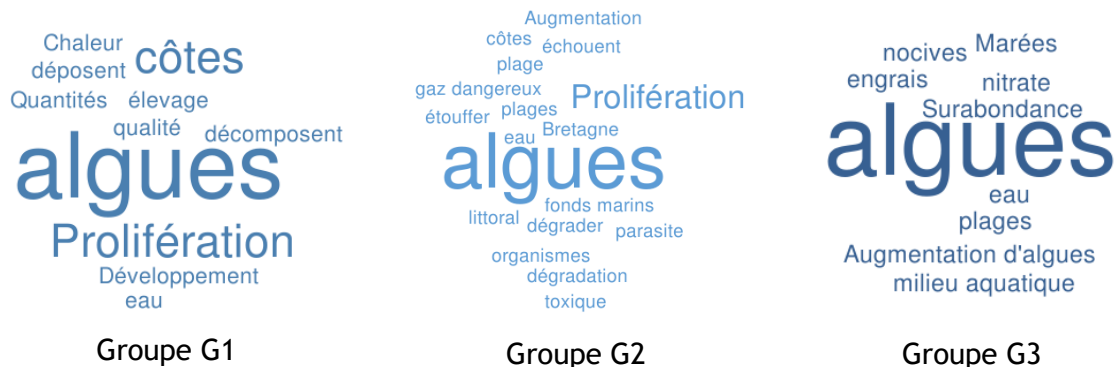 Chaleur
côtes
déposent
Quantités élevage
qualité décomposent
algues
Prolifération
Développement
eau
Groupe G1
Augmentation
côtes échouent
plage
gaz dangereux Prolifération
étouffer plages
eau Bretagne
algues
fonds marins
littoral dégrader parasite
organismes
dégradation
toxique
Groupe G2
nocives Marées
engrais nitrate
Surabondance
algues
eau
plages
Augmentation d'algues
milieu aquatique
Groupe G3